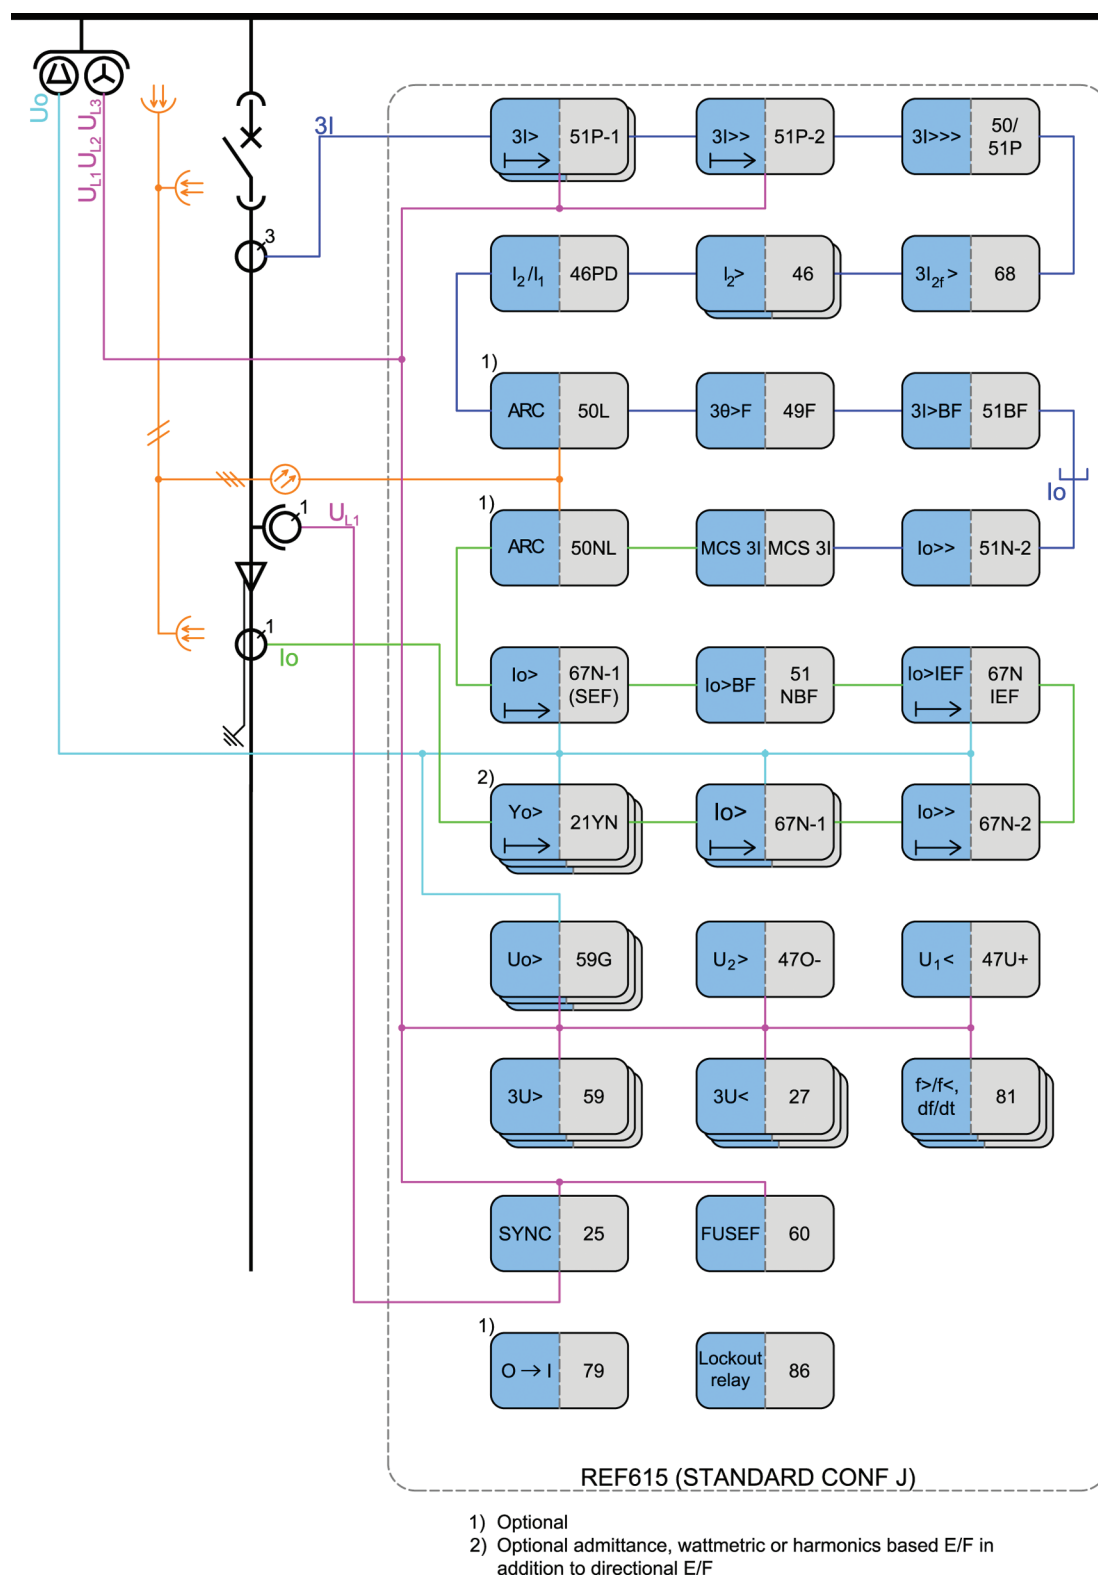 Uo
U_L1 U_L2 U_L3
3I
3
3I> 51P-1
3I>> 51P-2
3I>>> 50/
51P
I₂/I₁ 46PD
I₂> 46
3I₂f> 68
1)
ARC 50L
3θ>F 49F
3I>BF 51BF
Io
1
U_L1
1)
ARC 50NL
MCS 3I MCS 3I
Io>> 51N-2
1
Io
Io> 67N-1
(SEF)
Io>BF 51
NBF
Io>IEF 67N
IEF
2)
Yo> 21YN
Io> 67N-1
Io>> 67N-2
Uo> 59G
U₂> 47O-
U₁< 47U+
3U> 59
3U< 27
f>/f<,
df/dt 81
SYNC 25
FUSEF 60
1)
O → I 79
Lockout
relay 86
REF615 (STANDARD CONF J)
1) Optional
2) Optional admittance, wattmetric or harmonics based E/F in
addition to directional E/F